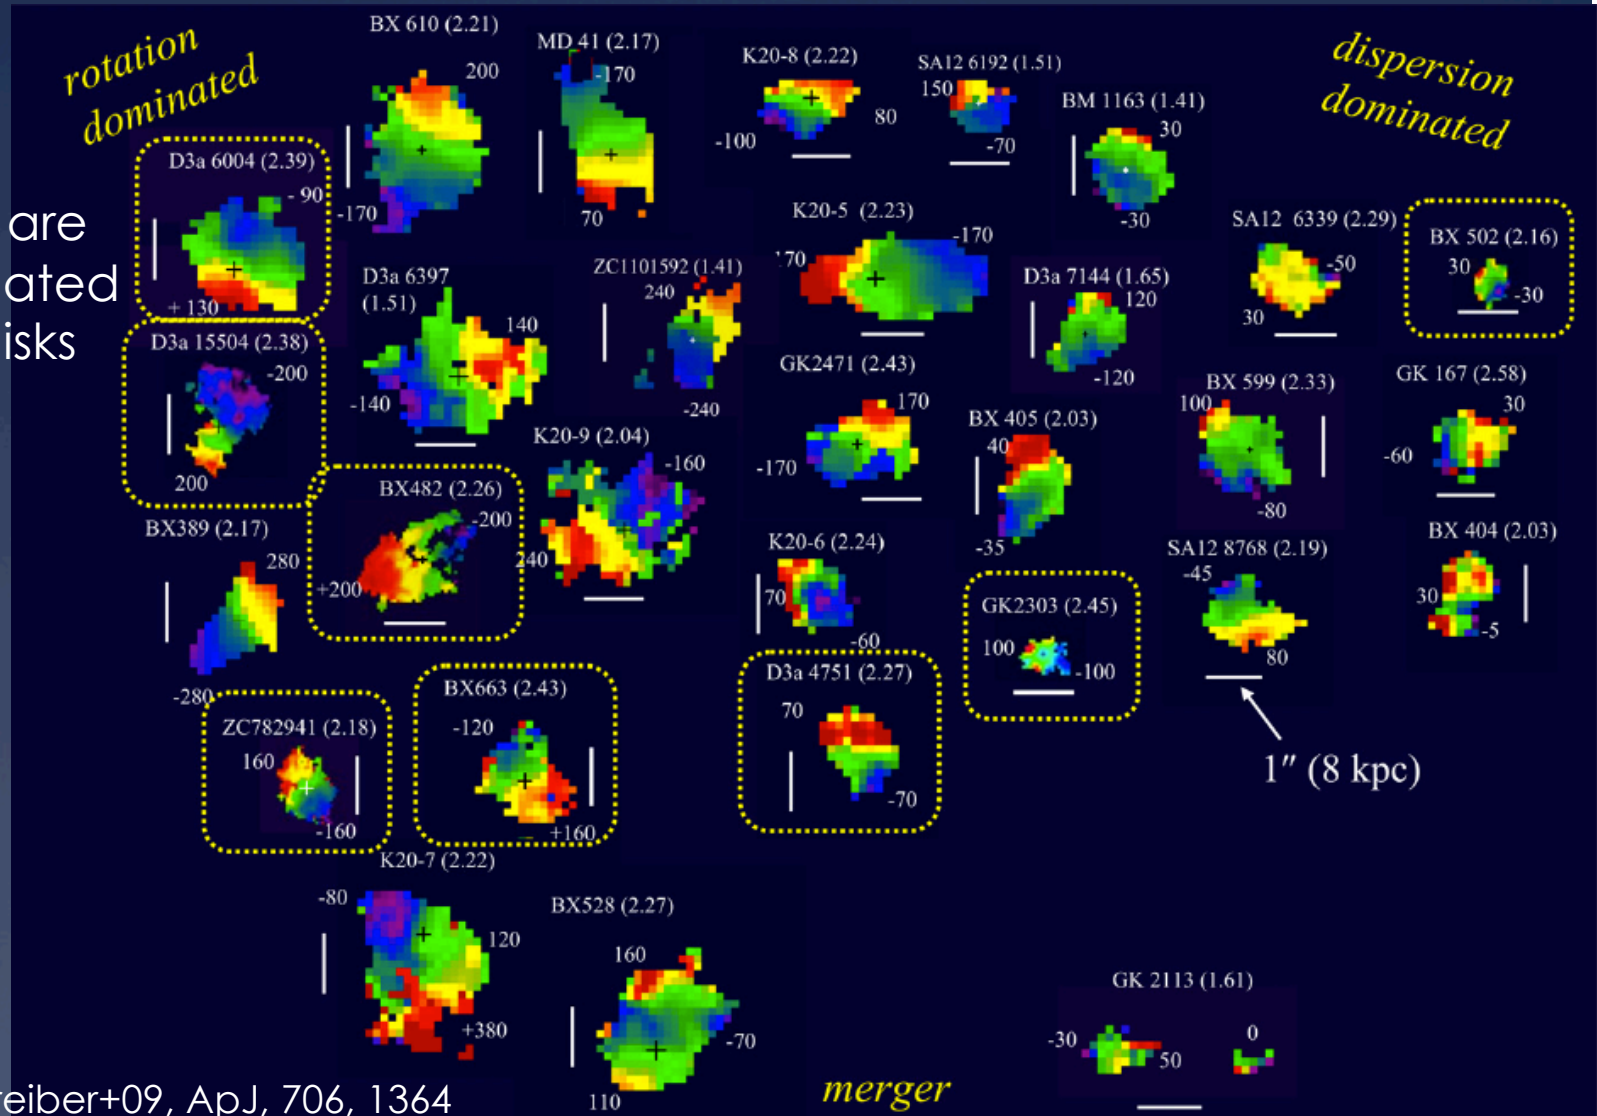 rotation
dominated
dispersion
dominated
are
ated
isks
BX 610 (2.21)
200
-170
MD 41 (2.17)
-170
70
K20-8 (2.22)
80
-100
SA12 6192 (1.51)
150
-70
BM 1163 (1.41)
30
-30
D3a 6004 (2.39)
- 90
+ 130
K20-5 (2.23)
-170
170
SA12 6339 (2.29)
-50
30
BX 502 (2.16)
30
-30
D3a 6397
(1.51)
140
-140
ZC1101592 (1.41)
240
-240
D3a 7144 (1.65)
120
-120
D3a 15504 (2.38)
-200
200
GK2471 (2.43)
170
-170
BX 405 (2.03)
40
-35
BX 599 (2.33)
100
-80
GK 167 (2.58)
30
-60
K20-9 (2.04)
-160
240
BX482 (2.26)
-200
+200
BX389 (2.17)
280
-280
K20-6 (2.24)
70
-60
GK2303 (2.45)
100
-100
SA12 8768 (2.19)
-45
80
BX 404 (2.03)
30
-5
ZC782941 (2.18)
160
-160
BX663 (2.43)
-120
+160
D3a 4751 (2.27)
70
-70
1″ (8 kpc)
K20-7 (2.22)
-80
120
+380
BX528 (2.27)
160
-70
110
GK 2113 (1.61)
-30
50
0
merger
eiber+09, ApJ, 706, 1364